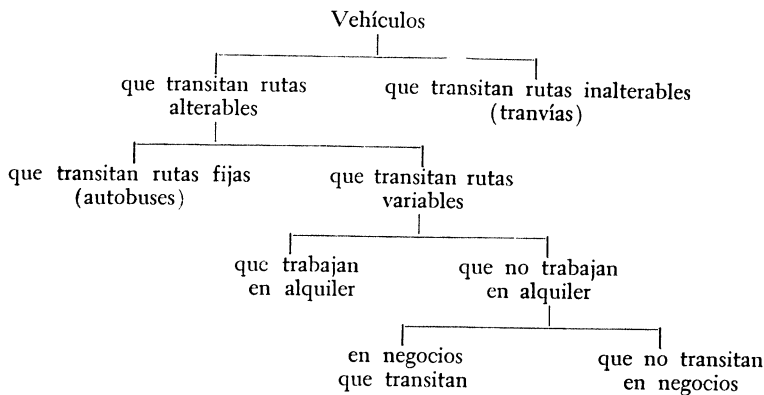 Vehículos
que transitan rutas
alterables
que transitan rutas inalterables
(tranvías)
que transitan rutas fijas
(autobuses)
que transitan rutas
variables
que trabajan
en alquiler
que no trabajan
en alquiler
en negocios
que transitan
que no transitan
en negocios